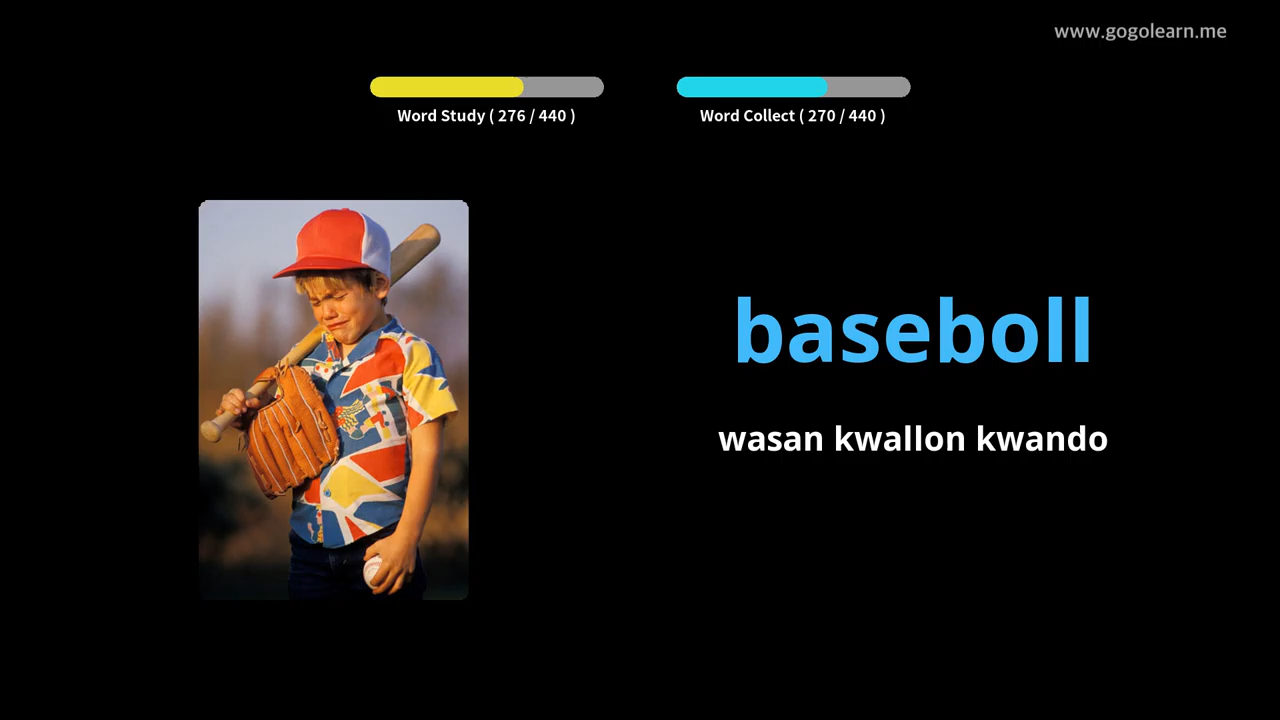 www.gogolearn.me
Word Study ( 276 / 440 )
Word Collect ( 270 / 440 )
baseboll
wasan kwallon kwando